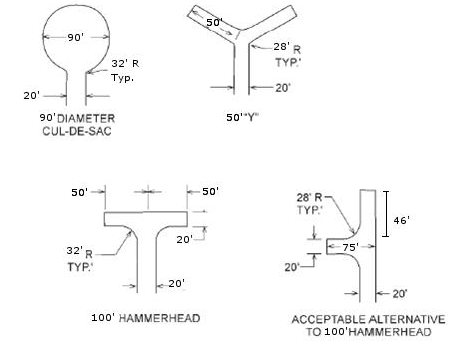 90'
32' R
Typ.
20'
90'DIAMETER
CUL-DE-SAC
50'
28' R
TYP.'
20'
50'"Y"
50'
50'
20'
32' R
TYP.'
20'
100' HAMMERHEAD
28' R
TYP.'
46'
75'
20'
20'
ACCEPTABLE ALTERNATIVE
TO 100'HAMMERHEAD